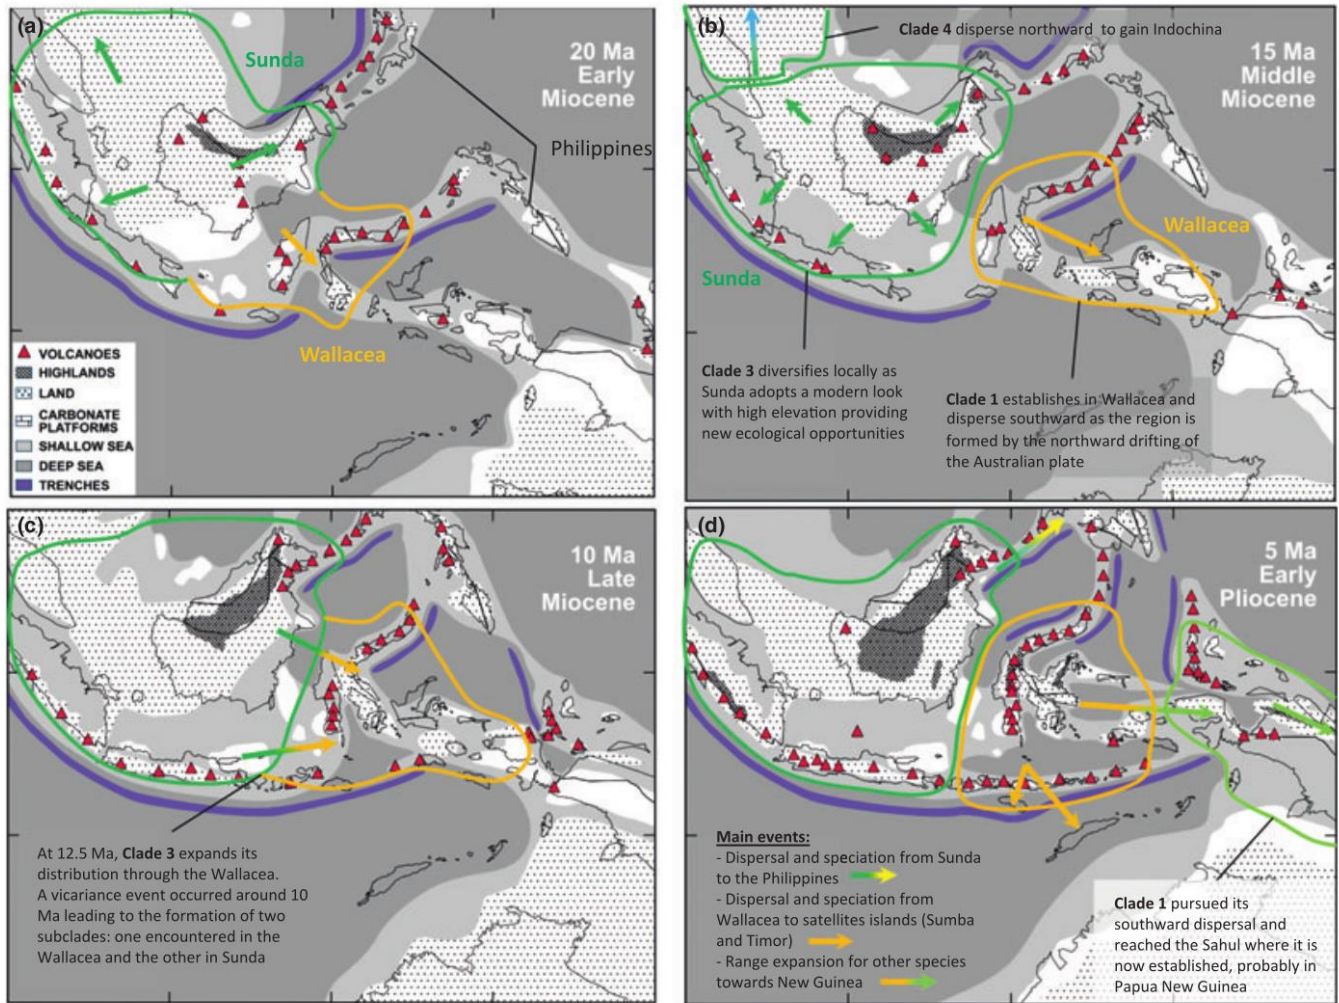 (a)
Sunda
20 Ma
Early
Miocene
Philippines
Wallacea
VOLCANOES
HIGHLANDS
LAND
CARBONATE
PLATFORMS
SHALLOW SEA
DEEP SEA
TRENCHES
(b)
Clade 4 disperse northward to gain Indochina
15 Ma
Middle
Miocene
Wallacea
Sunda
Clade 3 diversifies locally as
Sunda adopts a modern look
with high elevation providing
new ecological opportunities
Clade 1 establishes in Wallacea and
disperse southward as the region is
formed by the northward drifting of
the Australian plate
(c)
10 Ma
Late
Miocene
At 12.5 Ma, Clade 3 expands its
distribution through the Wallacea.
A vicariance event occurred around 10
Ma leading to the formation of two
subclades: one encountered in the
Wallacea and the other in Sunda
(d)
5 Ma
Early
Pliocene
Main events:
- Dispersal and speciation from Sunda
to the Philippines
- Dispersal and speciation from
Wallacea to satellites islands (Sumba
and Timor)
- Range expansion for other species
towards New Guinea
Clade 1 pursued its
southward dispersal and
reached the Sahul where it is
now established, probably in
Papua New Guinea